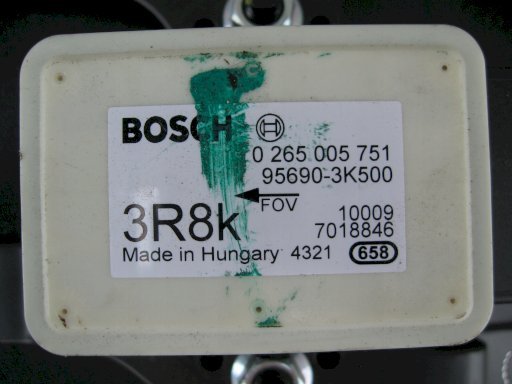 BOSCH
0 265 005 751
95690-3K500
FOV
3R8k 10009
7018846
Made in Hungary 4321 658